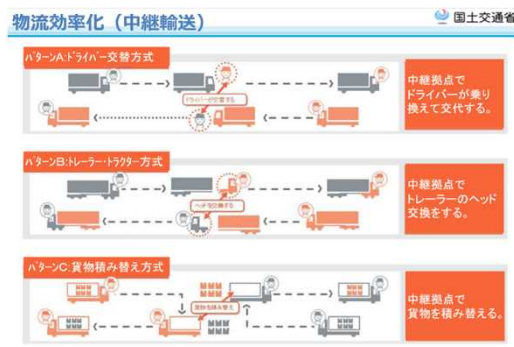 物流効率化（中継輸送）
国土交通省
パターンA:ドライバー交替方式
ドライバーが交替する
中継拠点で
ドライバーが乗り
換えて交代する。
パターンB:トレーラー・トラクター方式
ヘッドを交換する
中継拠点で
トレーラーのヘッド
交換をする。
パターンC:貨物積み替え方式
貨物を積み替え
中継拠点で
貨物を積み替える。